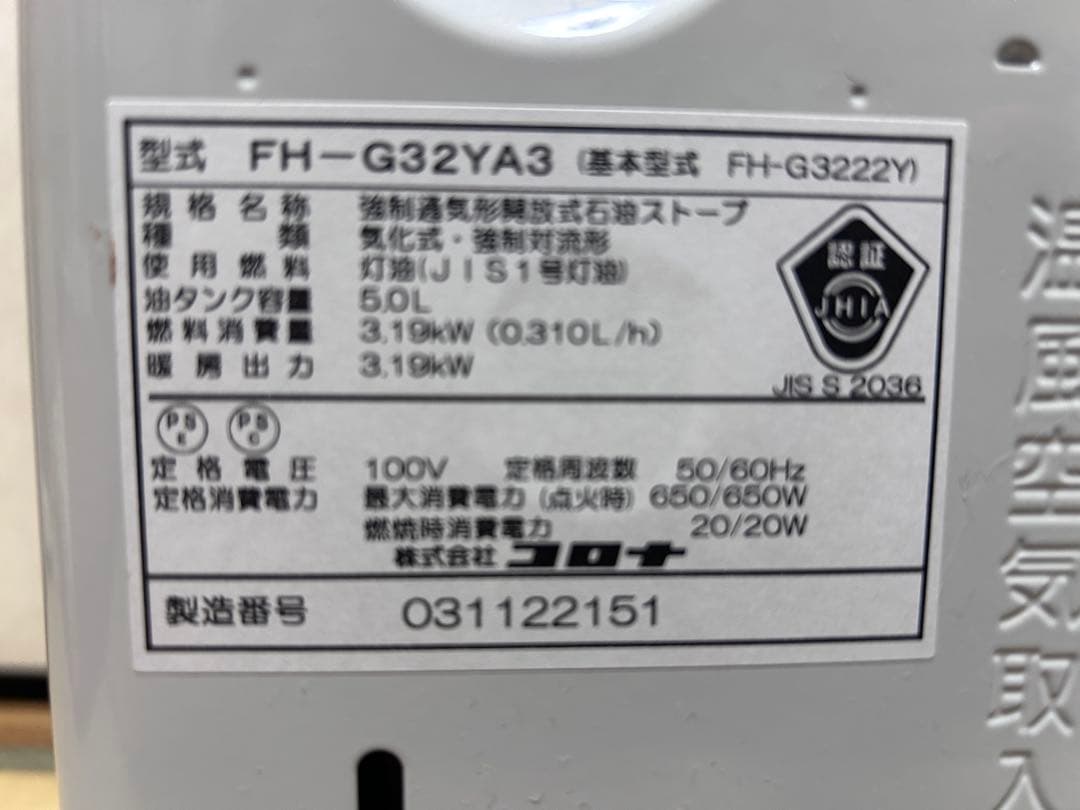 型式 FH-G32YA3 (基本型式 FH-G3222Y)
規格名称 強制通気形開放式石油ストーブ
種類 気化式・強制対流形
使用燃料 灯油(JIS1号灯油)
油タンク容量 5.0L
燃料消費量 3.19kW (0.310L/h)
暖房出力 3.19kW
認証
JHIA
JIS S 2036
PSE PSC
定格電圧 100V 定格周波数 50/60Hz
定格消費電力 最大消費電力(点火時) 650/650W
燃焼時消費電力 20/20W
株式会社 コロナ
製造番号 031122151
温風空気取入